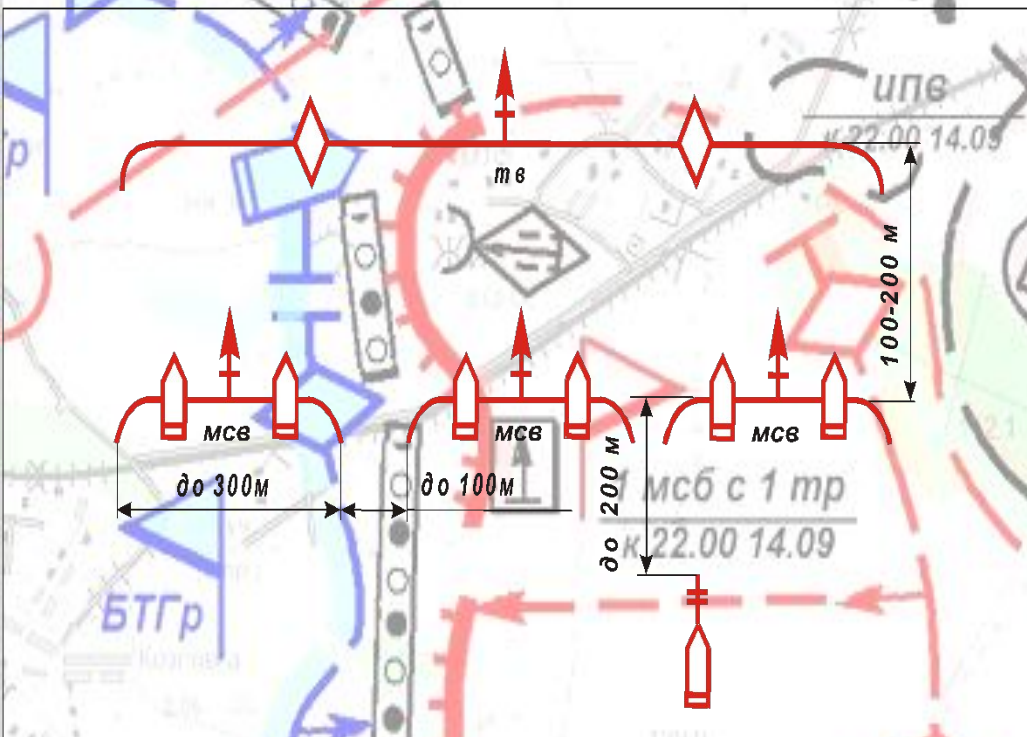 ипв
к 22.00 14.09
тв
100-200 м
мсв
мсв
мсв
до 300м
до 100м
до 200 м
1 мсб с 1 тр
к 22.00 14.09
БТГр